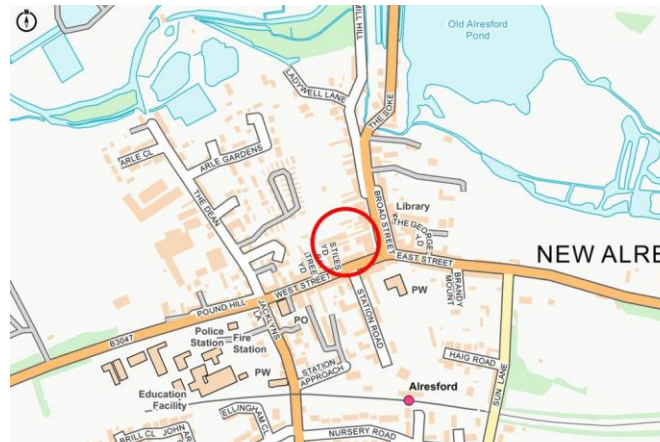 N
MILL HILL
Old Alresford
Pond
LADYWELL LANE
THE SOKE
ARLE CL
ARLE GARDENS
THE DEAN
BROAD STREET
Library
THE GEORGE
YD
STILES
YD
TREE
YD
EAST STREET
NEW ALRE
WEST STREET
BRANDY
MOUNT
PW
STATION ROAD
POUND HILL
JACKLYNS
LA
PO
B3047
Police
Station
Fire
Station
HAIG ROAD
SUN LANE
STATION
APPROACH
PW
Education
Facility
Alresford
ELLINGHAM CL
BRILL CL
JOHN
NURSERY ROAD